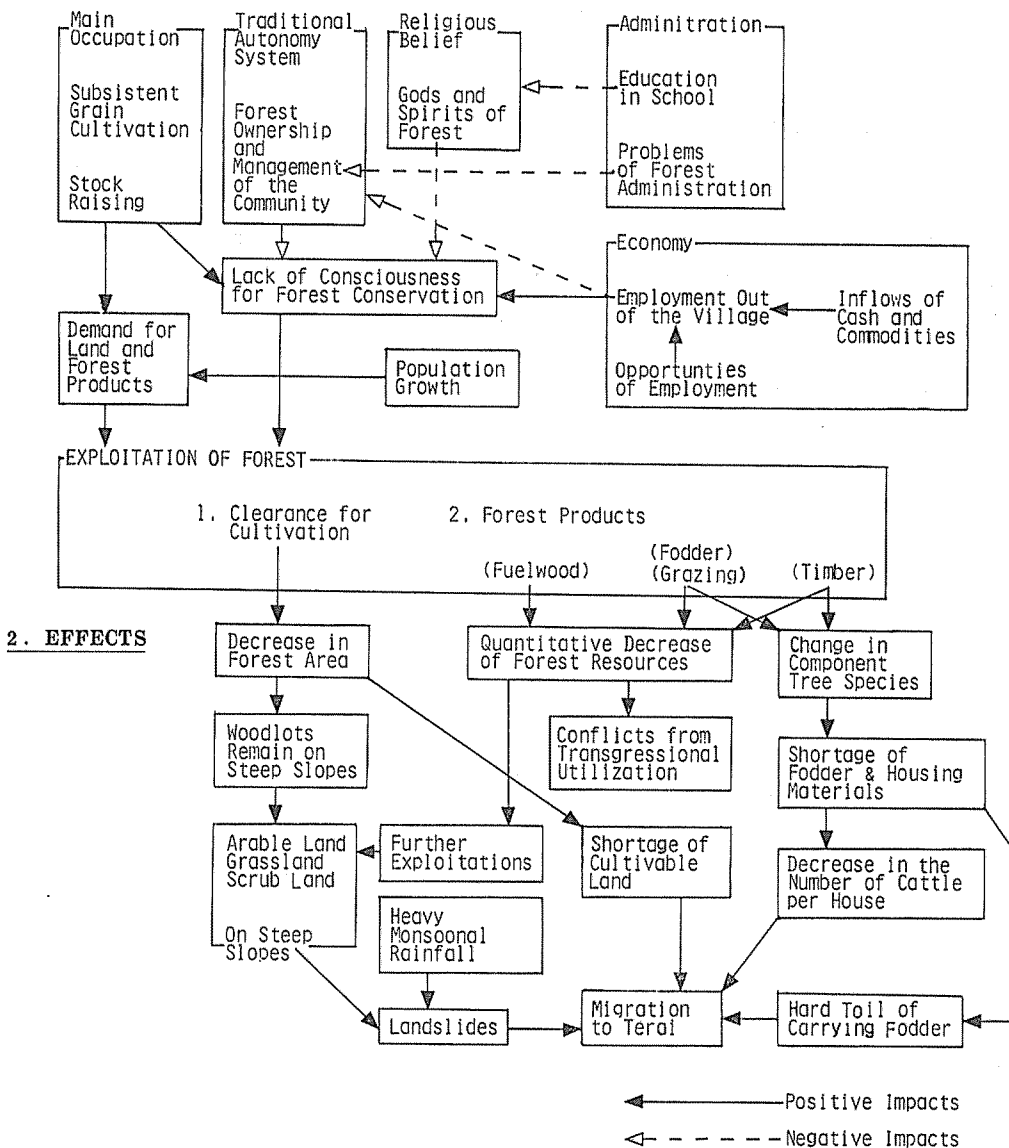 Main
Occupation
Subsistent
Grain
Cultivation
Stock
Raising
Traditional
Autonomy
System
Forest
Ownership
and
Management
of the
Community
Religious
Belief
Gods and
Spirits of
Forest
Adminitration
Education
in School
Problems
of Forest
Administration
Lack of Consciousness
for Forest Conservation
Economy
Employment Out
of the Village
Inflows of
Cash and
Commodities
Opportunties
of Employment
Demand for
Land and
Forest
Products
Population
Growth
EXPLOITATION OF FOREST
1. Clearance for
Cultivation
2. Forest Products
(Fuelwood)
(Fodder)
(Grazing)
(Timber)
2. EFFECTS
Decrease in
Forest Area
Quantitative Decrease
of Forest Resources
Change in
Component
Tree Species
Woodlots
Remain on
Steep Slopes
Conflicts from
Transgressional
Utilization
Shortage of
Fodder & Housing
Materials
Arable Land
Grassland
Scrub Land
On Steep
Slopes
Further
Exploitations
Shortage of
Cultivable
Land
Decrease in the
Number of Cattle
per House
Heavy
Monsoonal
Rainfall
Landslides
Migration
to Terai
Hard Toil of
Carrying Fodder
Positive Impacts
Negative Impacts